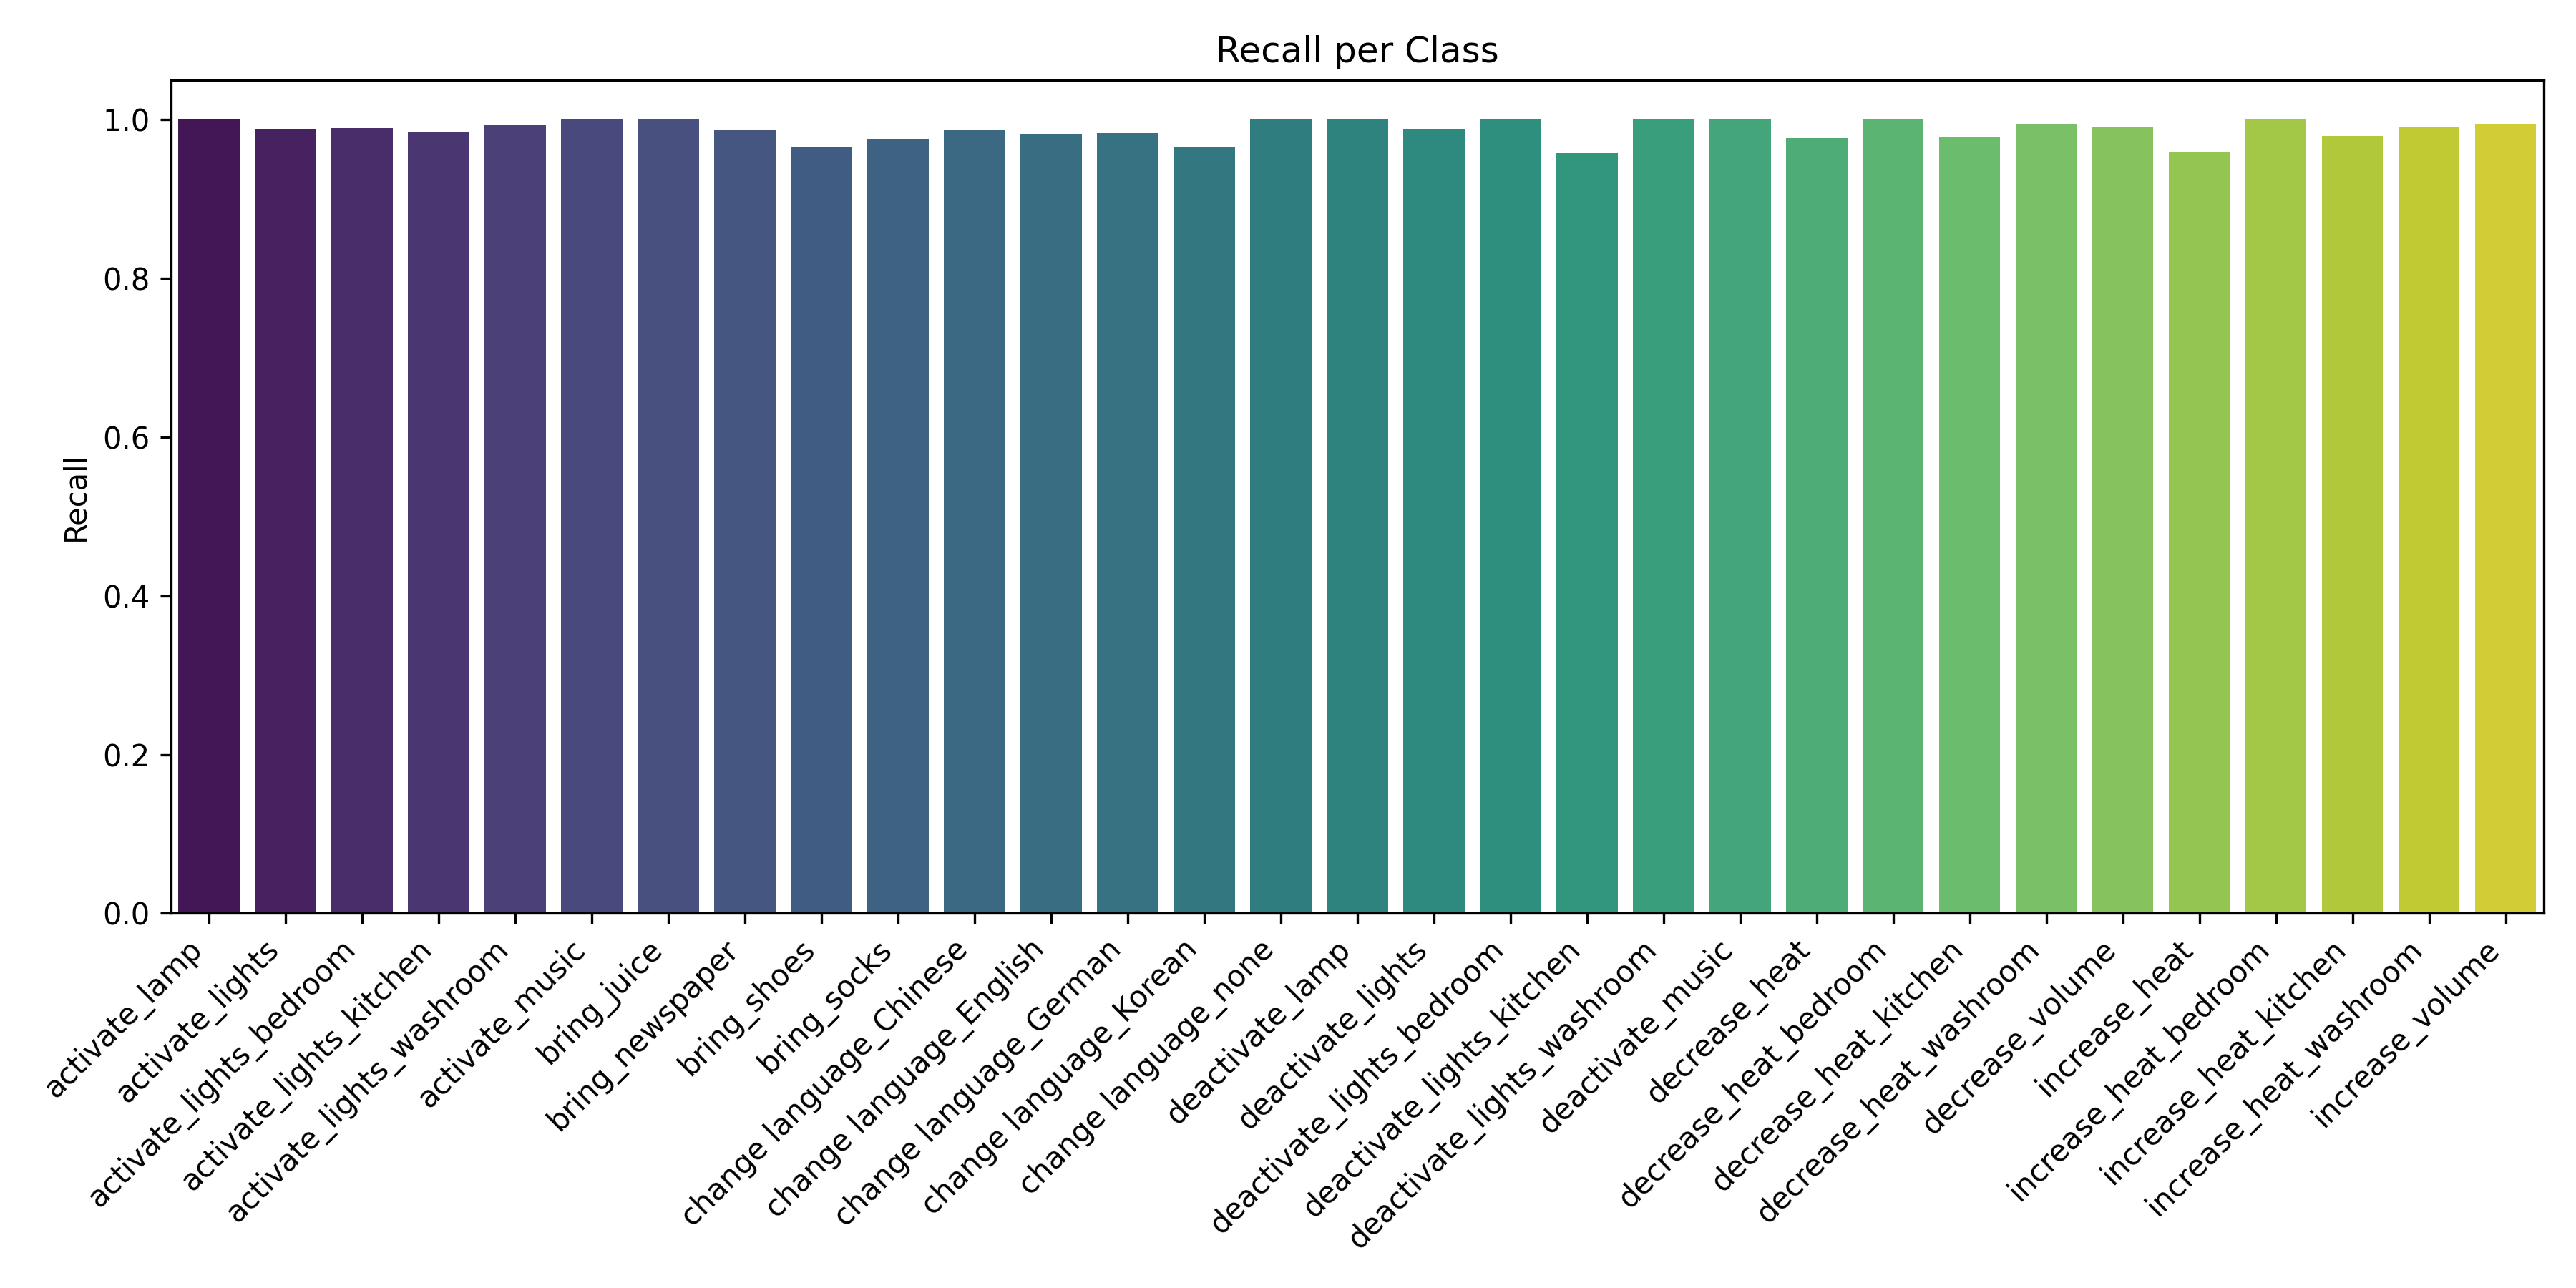 Recall per Class
Recall
1.0
0.8
0.6
0.4
0.2
0.0
activate_lamp
activate_lights
activate_lights_bedroom
activate_lights_kitchen
activate_lights_washroom
activate_music
bring_juice
bring_newspaper
bring_shoes
bring_socks
change language_Chinese
change language_English
change language_German
change language_Korean
change language_none
deactivate_lamp
deactivate_lights
deactivate_lights_bedroom
deactivate_lights_kitchen
deactivate_lights_washroom
deactivate_music
decrease_heat
decrease_heat_bedroom
decrease_heat_kitchen
decrease_heat_washroom
decrease_volume
increase_heat
increase_heat_bedroom
increase_heat_kitchen
increase_heat_washroom
increase_volume